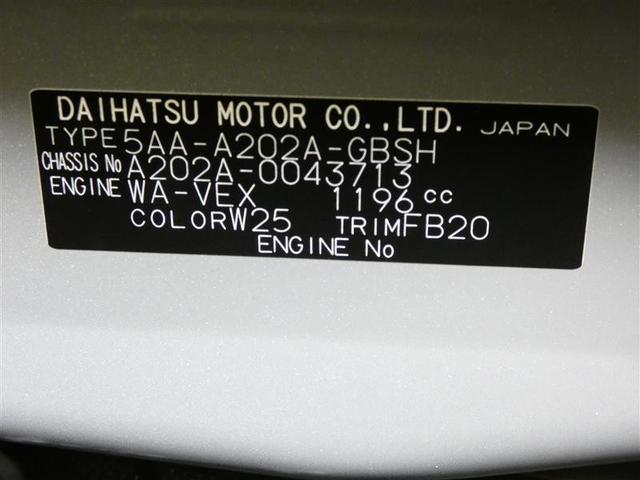 DAIHATSU MOTOR CO.,LTD. JAPAN
TYPE 5AA-A202A-GBSH
CHASSIS No A202A-0043713
ENGINE WA-VEX 1196 cc
COLOR W25 TRIM FB20
ENGINE No